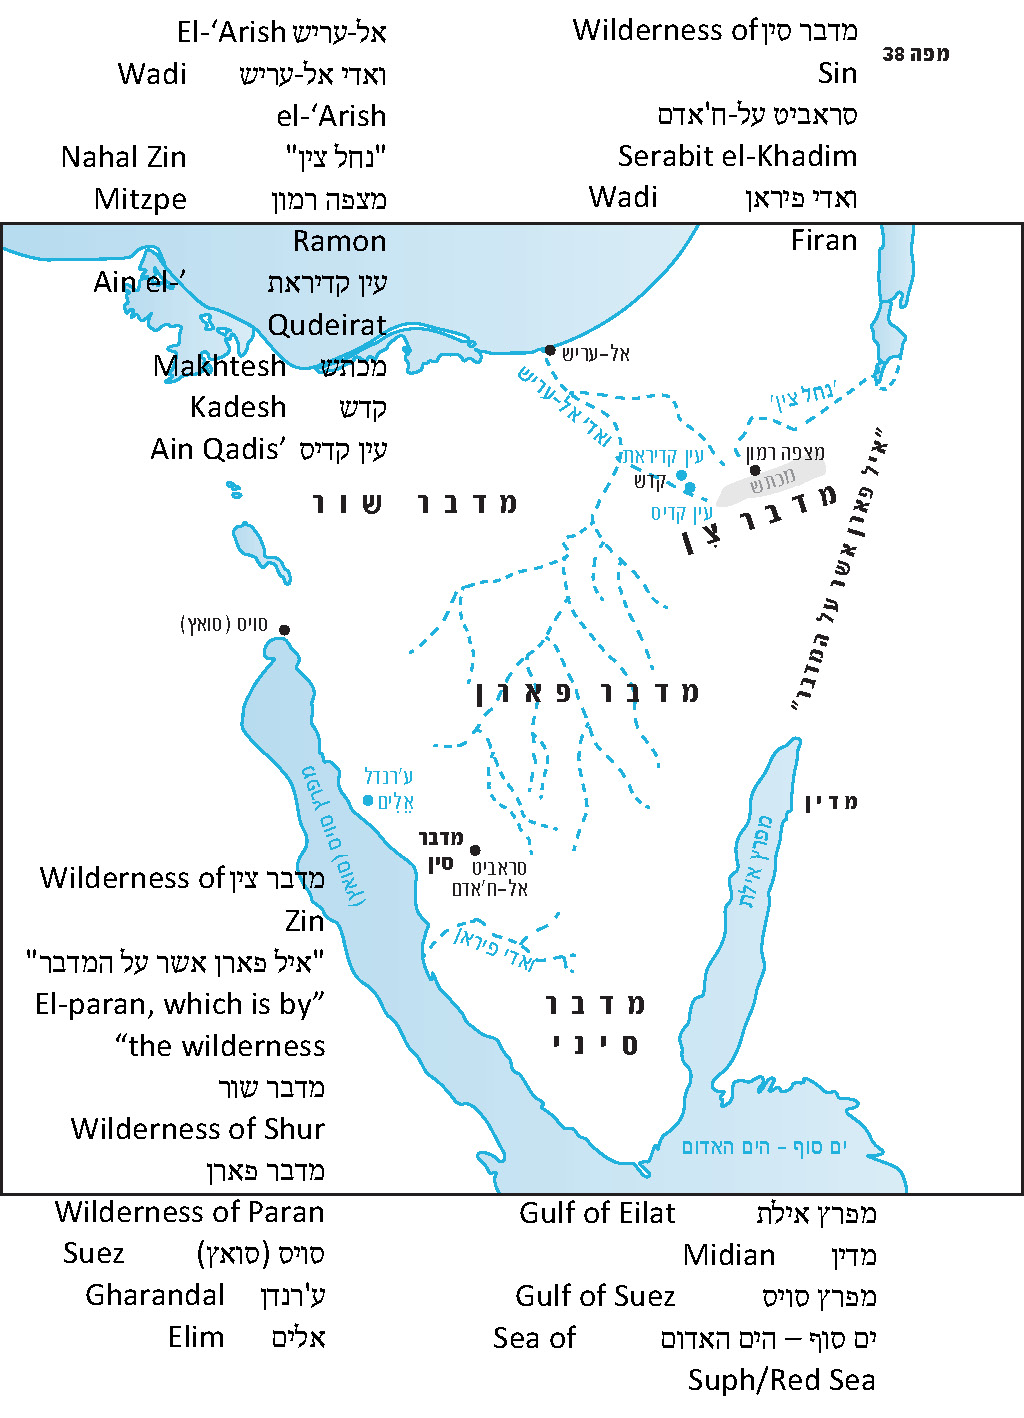 מפה 38
Wilderness of מדבר סין
Sin
סראביט על-ח'אדם
Serabit el-Khadim
Wadi ואדי פיראן
Firan
El-‘Arish אל-עריש
Wadi ואדי אל-עריש
el-‘Arish
Nahal Zin "נחל צין"
Mitzpe מצפה רמון
Ramon
Ain el-’ עין קדיראת
Qudeirat
Makhtesh מכתש
Kadesh קדש
Ain Qadis’ עין קדיס
אל-עריש
ואדי אל-עריש
'נחל צין'
מצפה רמון
מכתש
עין קדיראת
קדש
עין קדיס
מדבר צִן
"איל פארן אשר על המדבר"
מדבר שור
סויס (סואץ)
מדבר פארן
ע'רנדל
אֵלִים
מפרץ סויס (סואץ)
מדבר
סין
סראביט
אל-ח'אדם
ואדי פיראן
מדין
מפרץ אילת
מדבר
סיני
ים סוף - הים האדום
Wilderness of מדבר צין
Zin
"איל פארן אשר על המדבר"
El-paran, which is by”
“the wilderness
מדבר שור
Wilderness of Shur
מדבר פארן
Wilderness of Paran
Suez סויס (סואץ)
Gharandal ע'רנדן
Elim אלים
Gulf of Eilat מפרץ אילת
Midian מדין
Gulf of Suez מפרץ סויס
Sea of ים סוף – הים האדום
Suph/Red Sea